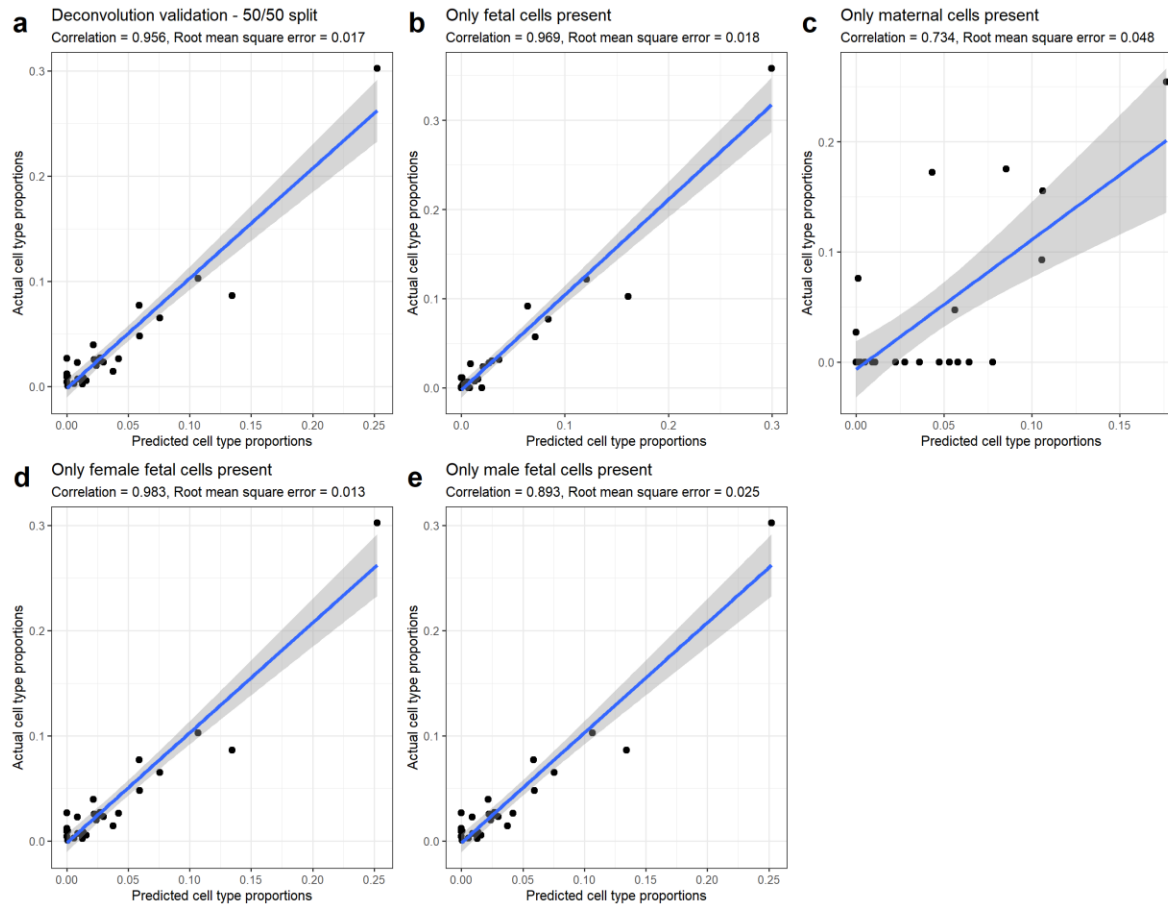 a
Deconvolution validation - 50/50 split
Correlation = 0.956, Root mean square error = 0.017
Actual cell type proportions
0.3
0.2
0.1
0.0
0.00 0.05 0.10 0.15 0.20 0.25
Predicted cell type proportions
b
Only fetal cells present
Correlation = 0.969, Root mean square error = 0.018
Actual cell type proportions
0.3
0.2
0.1
0.0
0.0 0.1 0.2 0.3
Predicted cell type proportions
c
Only maternal cells present
Correlation = 0.734, Root mean square error = 0.048
Actual cell type proportions
0.2
0.1
0.0
0.00 0.05 0.10 0.15
Predicted cell type proportions
d
Only female fetal cells present
Correlation = 0.983, Root mean square error = 0.013
Actual cell type proportions
0.3
0.2
0.1
0.0
0.00 0.05 0.10 0.15 0.20 0.25
Predicted cell type proportions
e
Only male fetal cells present
Correlation = 0.893, Root mean square error = 0.025
Actual cell type proportions
0.3
0.2
0.1
0.0
0.00 0.05 0.10 0.15 0.20 0.25
Predicted cell type proportions